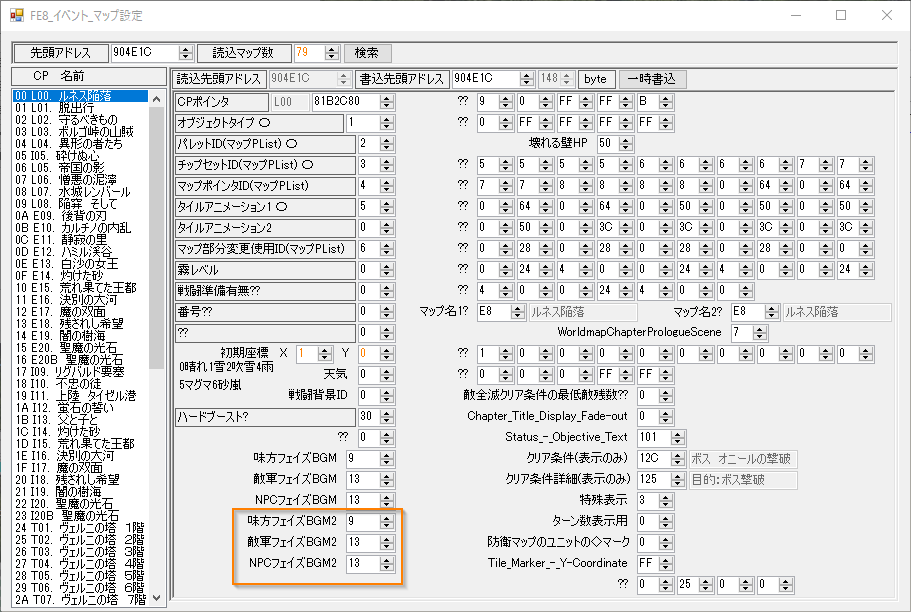 FE8_イベント_マップ設定
先頭アドレス 904E1C 読込マップ数 79 検索
CP 名前
00 L00. ルネス陥落
01 L01. 脱出行
02 L02. 守るべきもの
03 L03. ボルゴ峠の山賊
04 L04. 異形の者たち
05 I05. 砕けぬ心
06 L05. 帝国の影
07 L06. 憎悪の泥濘
08 L07. 水城レンバール
09 L08. 陥穽 そして
0A E09. 後背の刃
0B E10. カルチノの内乱
0C E11. 静寂の里
0D E12. ハミル渓谷
0E E13. 白沙の女王
0F E14. 灼けた砂
10 E15. 荒れ果てた王都
11 E16. 決別の大河
12 E17. 魔の双面
13 E18. 残されし希望
14 E19. 闇の樹海
15 E20. 聖魔の光石
16 E20B 聖魔の光石
17 I09. リグバルド要塞
18 I10. 不忠の徒
19 I11. 上陸 タイゼル港
1A I12. 蛍石の誓い
1B I13. 父と子と
1C I14. 灼けた砂
1D I15. 荒れ果てた王都
1E I16. 決別の大河
1F I17. 魔の双面
20 I18. 残されし希望
21 I19. 闇の樹海
22 I20. 聖魔の光石
23 I20B 聖魔の光石
24 T01. ヴェルニの塔 1階
25 T02. ヴェルニの塔 2階
26 T03. ヴェルニの塔 3階
27 T04. ヴェルニの塔 4階
28 T05. ヴェルニの塔 5階
29 T06. ヴェルニの塔 6階
2A T07. ヴェルニの塔 7階
読込先頭アドレス 904E1C 書込先頭アドレス 904E1C 148 byte 一時書込
CPポインタ L00 81B2C80
オブジェクトタイプ ○ 1
パレットID(マップPList) ○ 2
チップセットID(マップPList) ○ 3
マップポインタID(マップPList) 4
タイルアニメーション1 ○ 5
タイルアニメーション2 0
マップ部分変更使用ID(マップPList) 6
霧レベル 0
戦闘準備有無?? 0
番号?? 0
?? 0
初期座標 X 1 Y 0
0晴れ,1雪2吹雪4雨
5マグマ6砂嵐
天気 0
戦闘背景ID 0
ハードブースト? 30
?? 0
味方フェイズBGM 9
敵軍フェイズBGM 13
NPCフェイズBGM 13
味方フェイズBGM2 9
敵軍フェイズBGM2 13
NPCフェイズBGM2 13
?? 9 0 FF FF B
?? 0 FF FF FF FF
壊れる壁HP 50
?? 5 5 5 5 6 6 6 6 7 7
?? 7 7 8 8 8 8 0 64 0 64
?? 0 64 0 64 0 50 0 50 0 50
?? 0 50 0 3C 0 3C 0 3C 0 3C
?? 0 28 0 28 0 28 0 28 0 0
?? 0 24 4 0 0 24 4 0 0 24
?? 4 0 0 24 4 0 0
マップ名1? E8 ルネス陥落 マップ名2? E8 ルネス陥落
WorldmapChapterPrologueScene 7
?? 1 0 0 0 0 0 0 0 0 0
?? 0 0 0 FF FF
敵全滅クリア条件の最低敵残数?? 0
Chapter_Title_Display_Fade-out 0
Status_-_Objective_Text 101
クリア条件(表示のみ) 12C ボス オニールの撃破
クリア条件詳細(表示のみ) 125 目的:ボス撃破
特殊表示 3
ターン数表示用 0
防衛マップのユニットの◇マーク 0
Tile_Marker_-_Y-Coordinate FF
?? 0 25 0 0